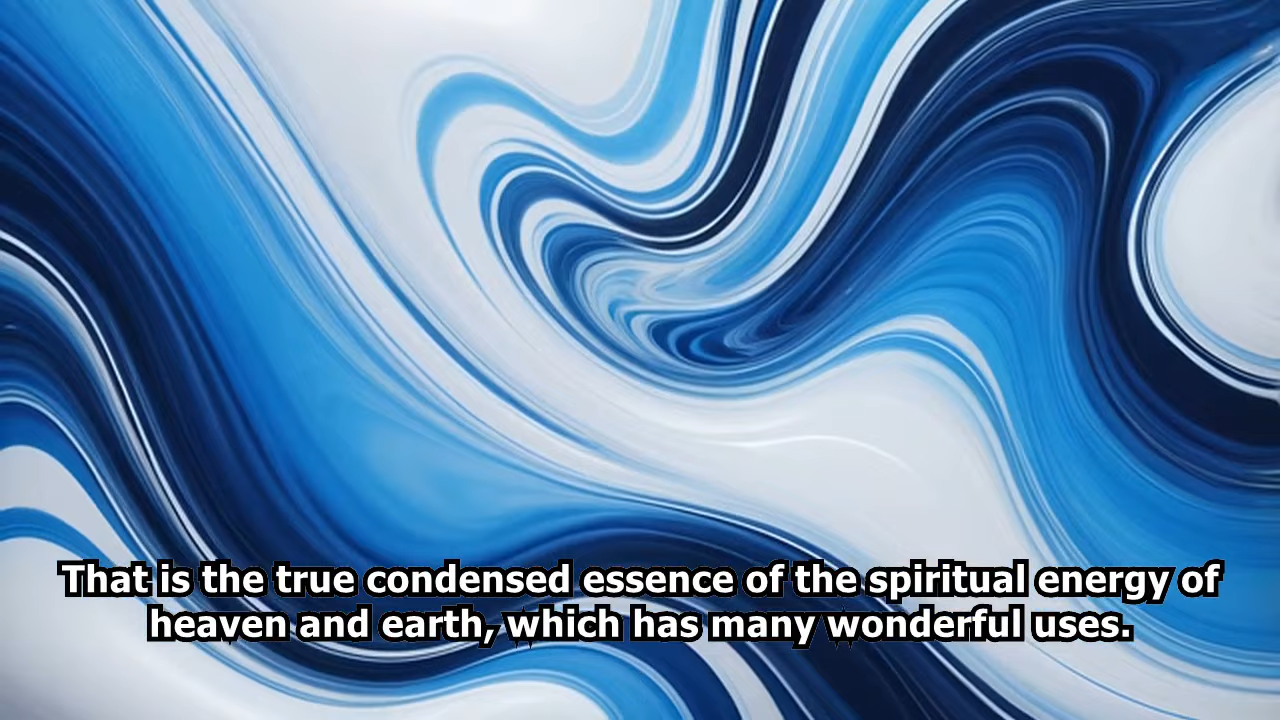 That is the true condensed essence of the spiritual energy of
heaven and earth, which has many wonderful uses.